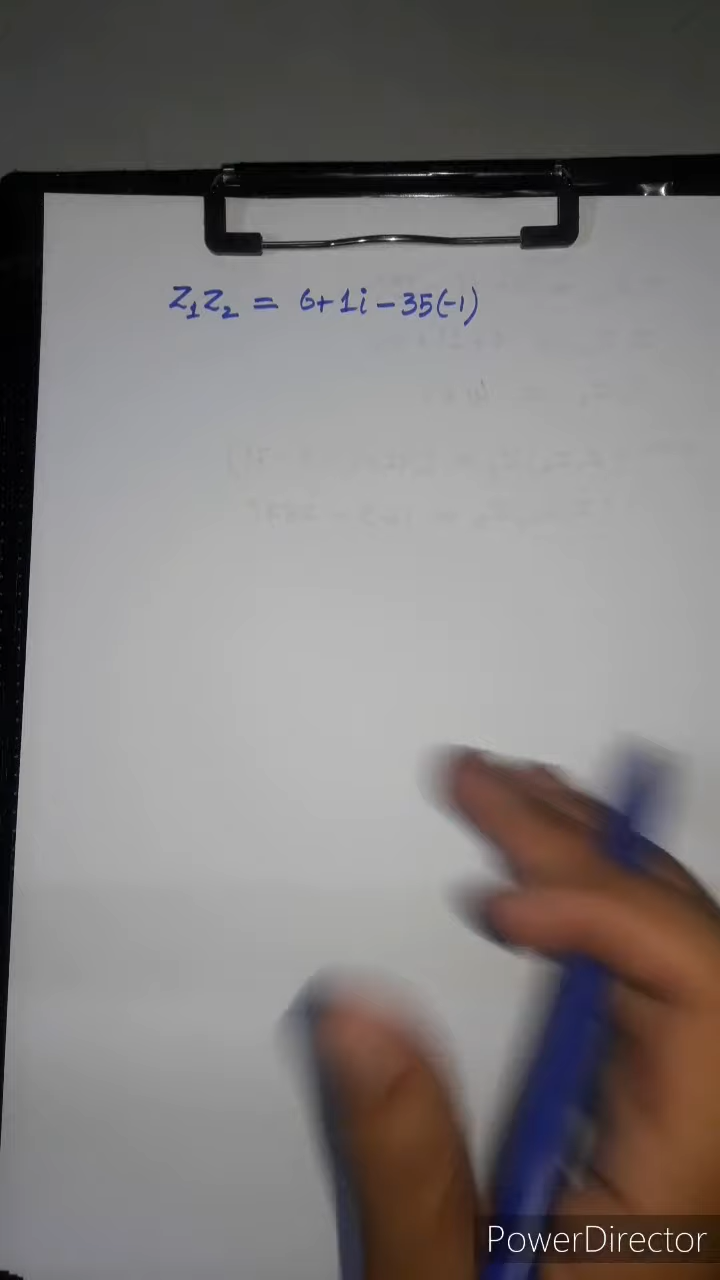 Z₁Z₂ = 6+1i-35(-1)
PowerDirector